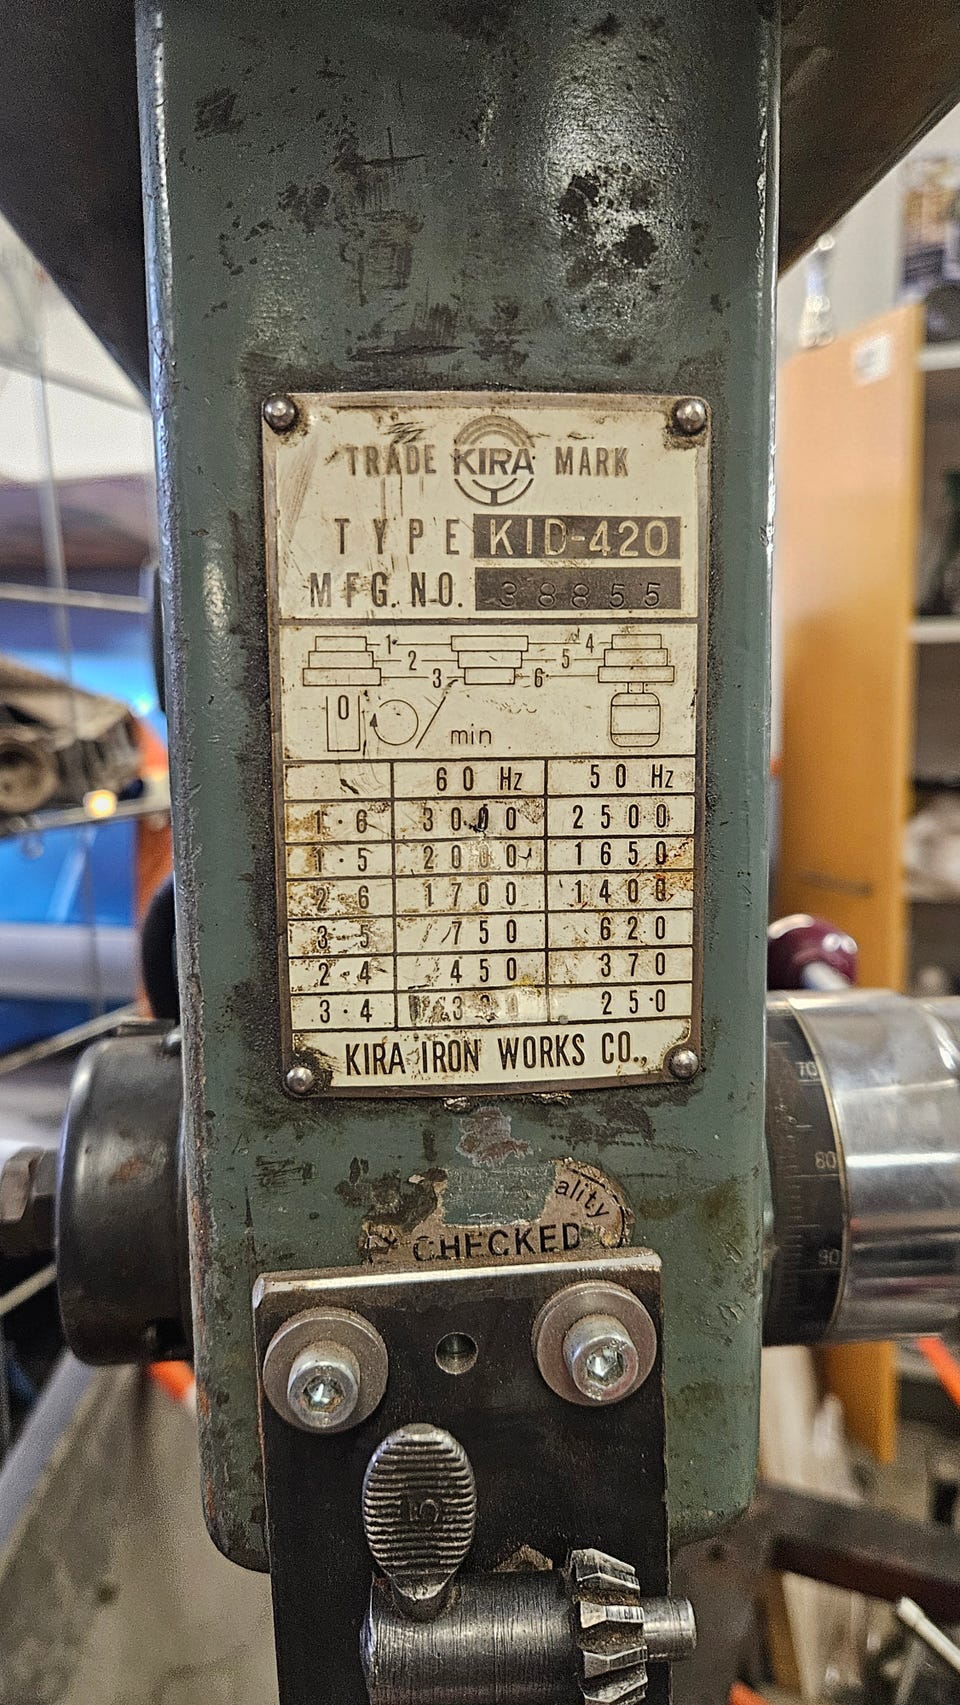 TRADE KIRA MARK
TYPE KID-420
MFG. NO. 38855
1 4
2 5
3 6
0
min
60 Hz 50 Hz
1·6 3000 2500
1·5 2000 1650
2·6 1700 1400
3·5 750 620
2·4 450 370
3·4 250
KIRA IRON WORKS CO.,
CHECKED
70
80
90
5